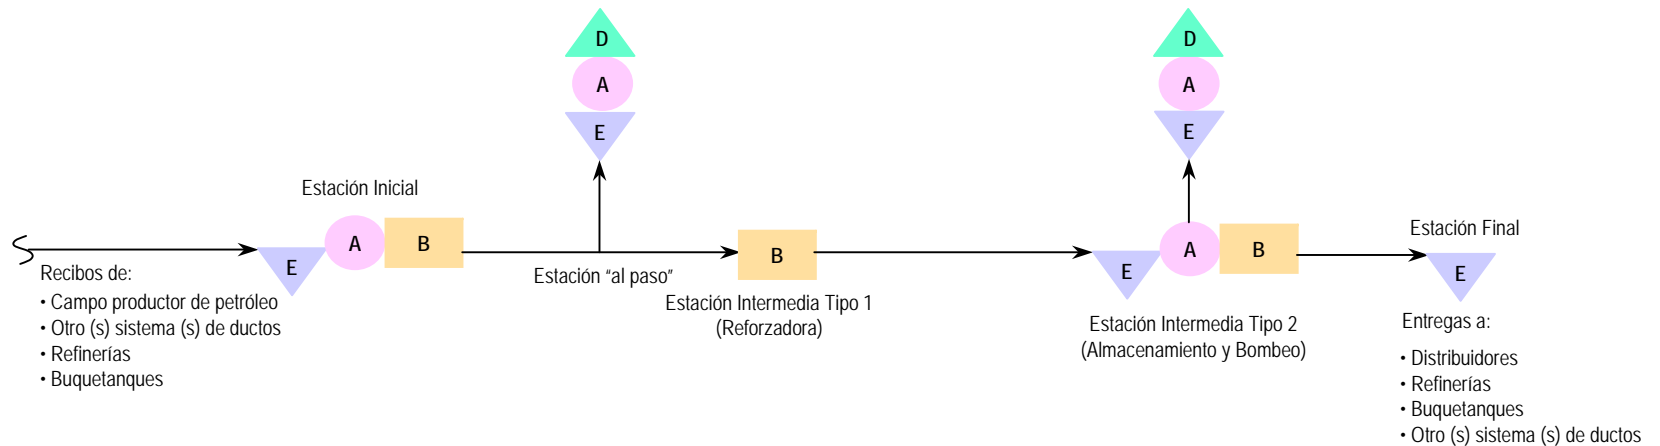 D
A
E
D
A
E
Estación Inicial
E
A
B
Recibos de:
• Campo productor de petróleo
• Otro (s) sistema (s) de ductos
• Refinerías
• Buquetanques
Estación “al paso”
B
Estación Intermedia Tipo 1
(Reforzadora)
E
A
B
Estación Intermedia Tipo 2
(Almacenamiento y Bombeo)
Estación Final
E
Entregas a:
• Distribuidores
• Refinerías
• Buquetanques
• Otro (s) sistema (s) de ductos